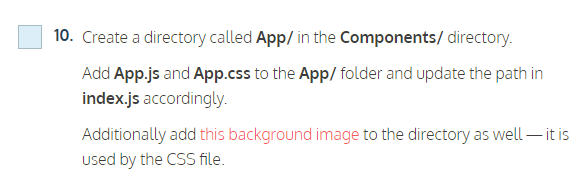 10. Create a directory called App/ in the Components/ directory.
Add App.js and App.css to the App/ folder and update the path in
index.js accordingly.
Additionally add this background image to the directory as well — it is
used by the CSS file.